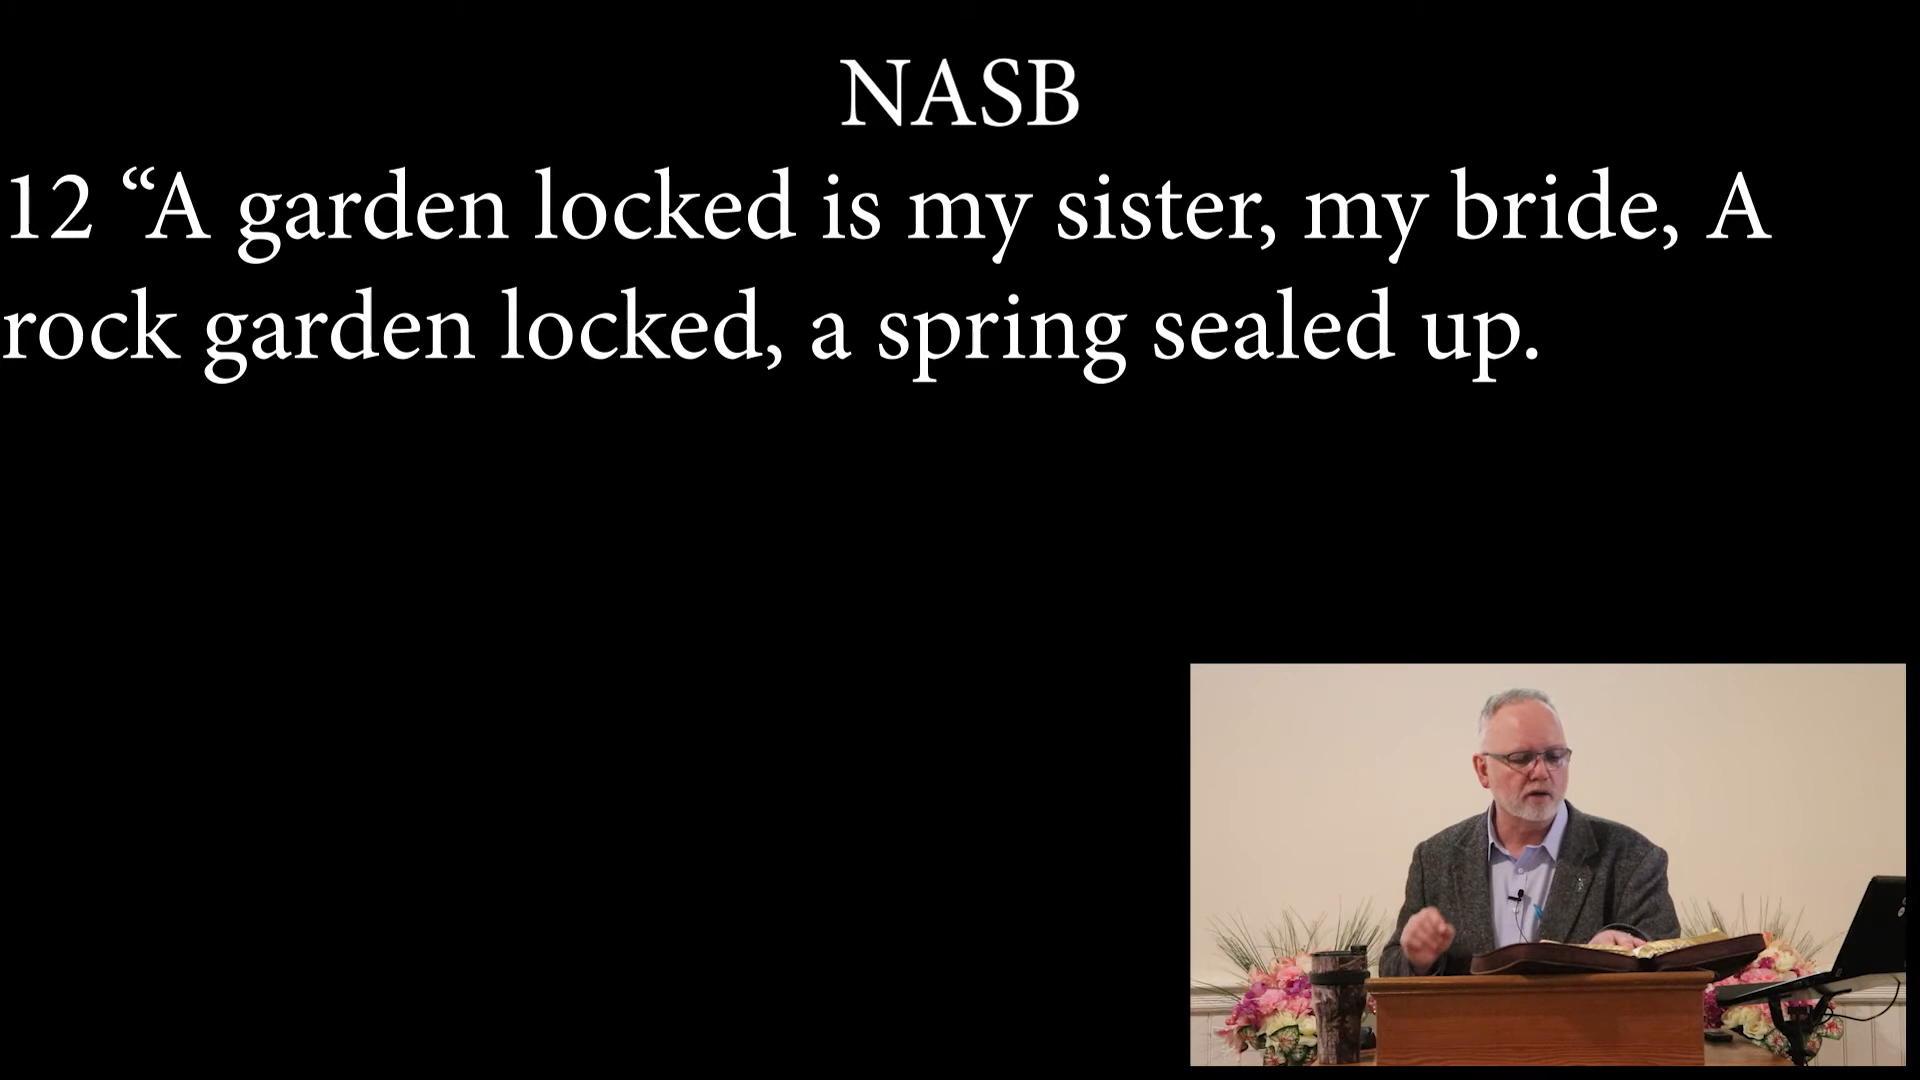 NASB
12 “A garden locked is my sister, my bride, A
rock garden locked, a spring sealed up.